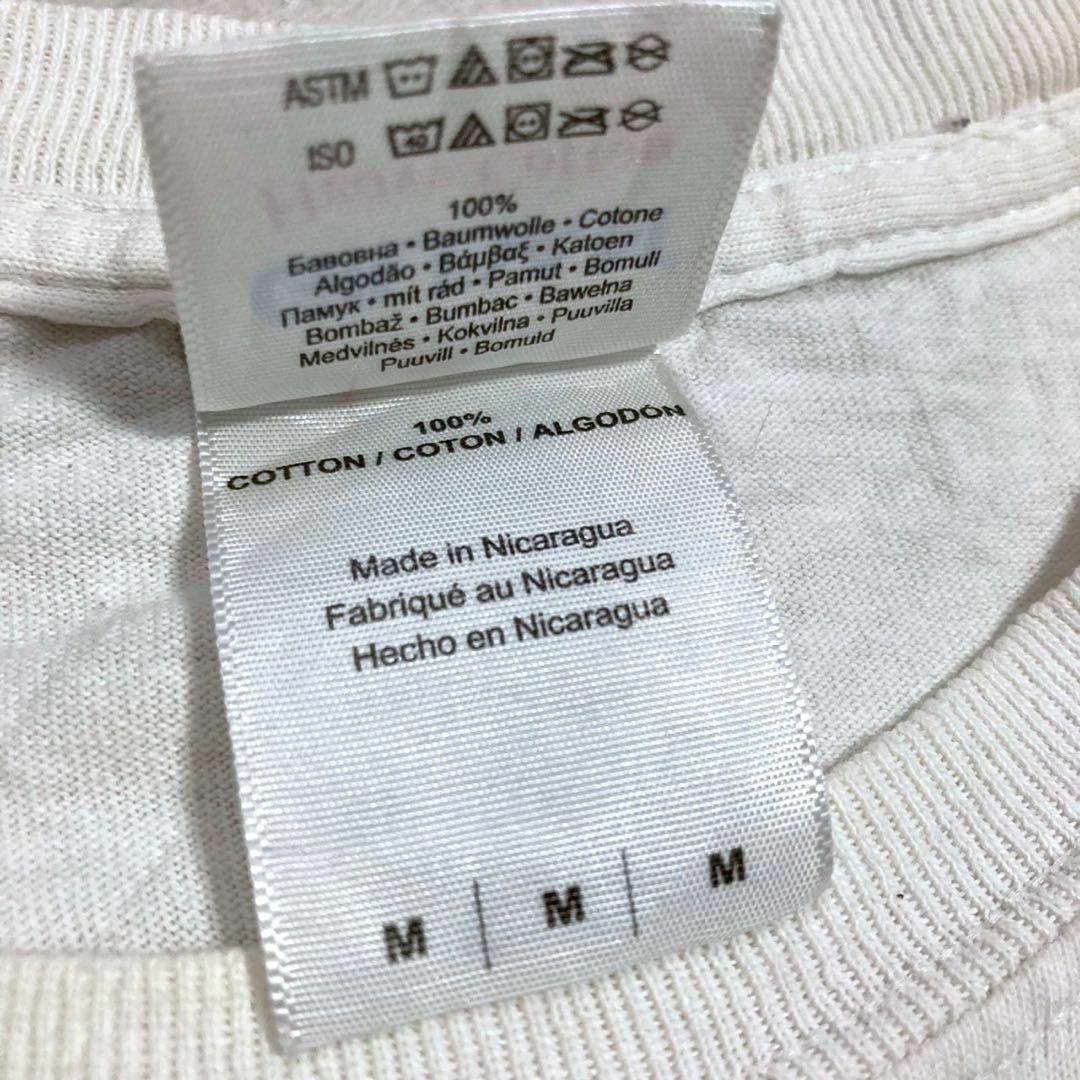 ASTM
ISO 40
100%
Бавовна • Baumwolle • Cotone
Algodão • Βάμβαξ • Katoen
Памук • mít rád • Pamut • Bomull
Bombaž • Bumbac • Bawełna
Medvilnės • Kokvilna • Puuvilla
Puuvill • Bomuld
100%
COTTON / COTON / ALGODÓN
Made in Nicaragua
Fabriqué au Nicaragua
Hecho en Nicaragua
M | M | M